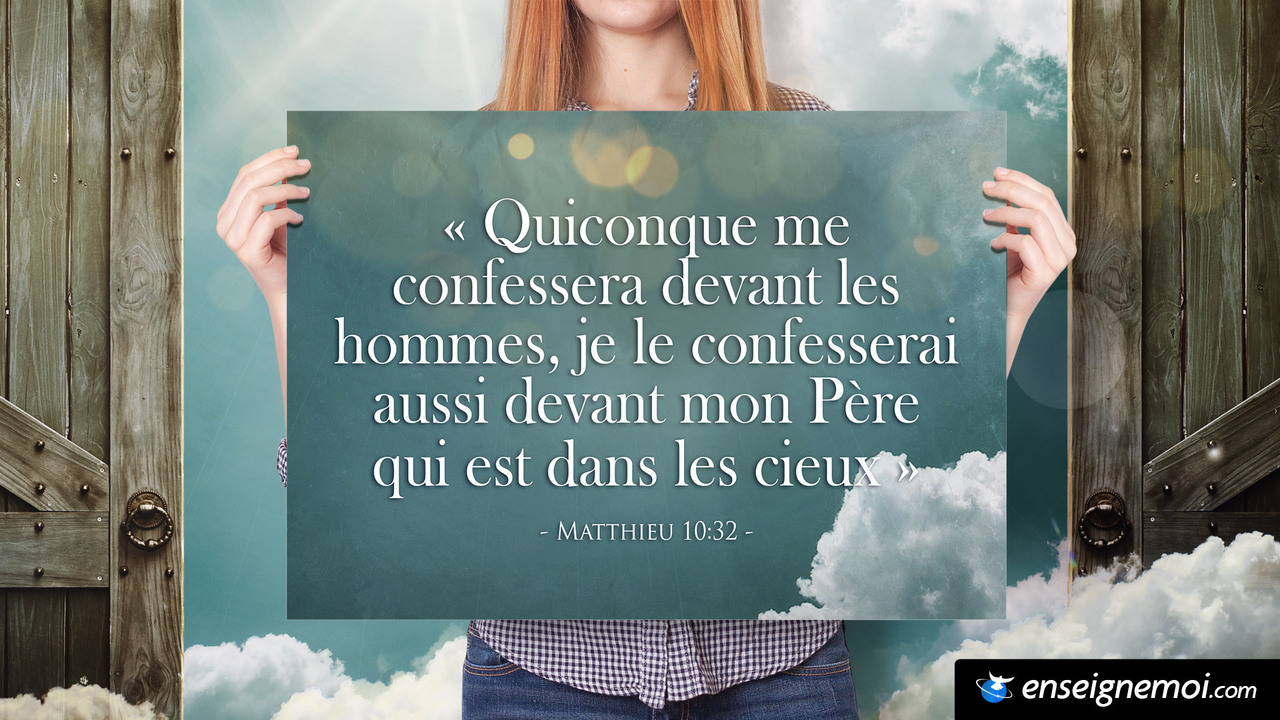 « Quiconque me
confessera devant les
hommes, je le confesserai
aussi devant mon Père
qui est dans les cieux »
- Matthieu 10:32 -
enseignemoi.com